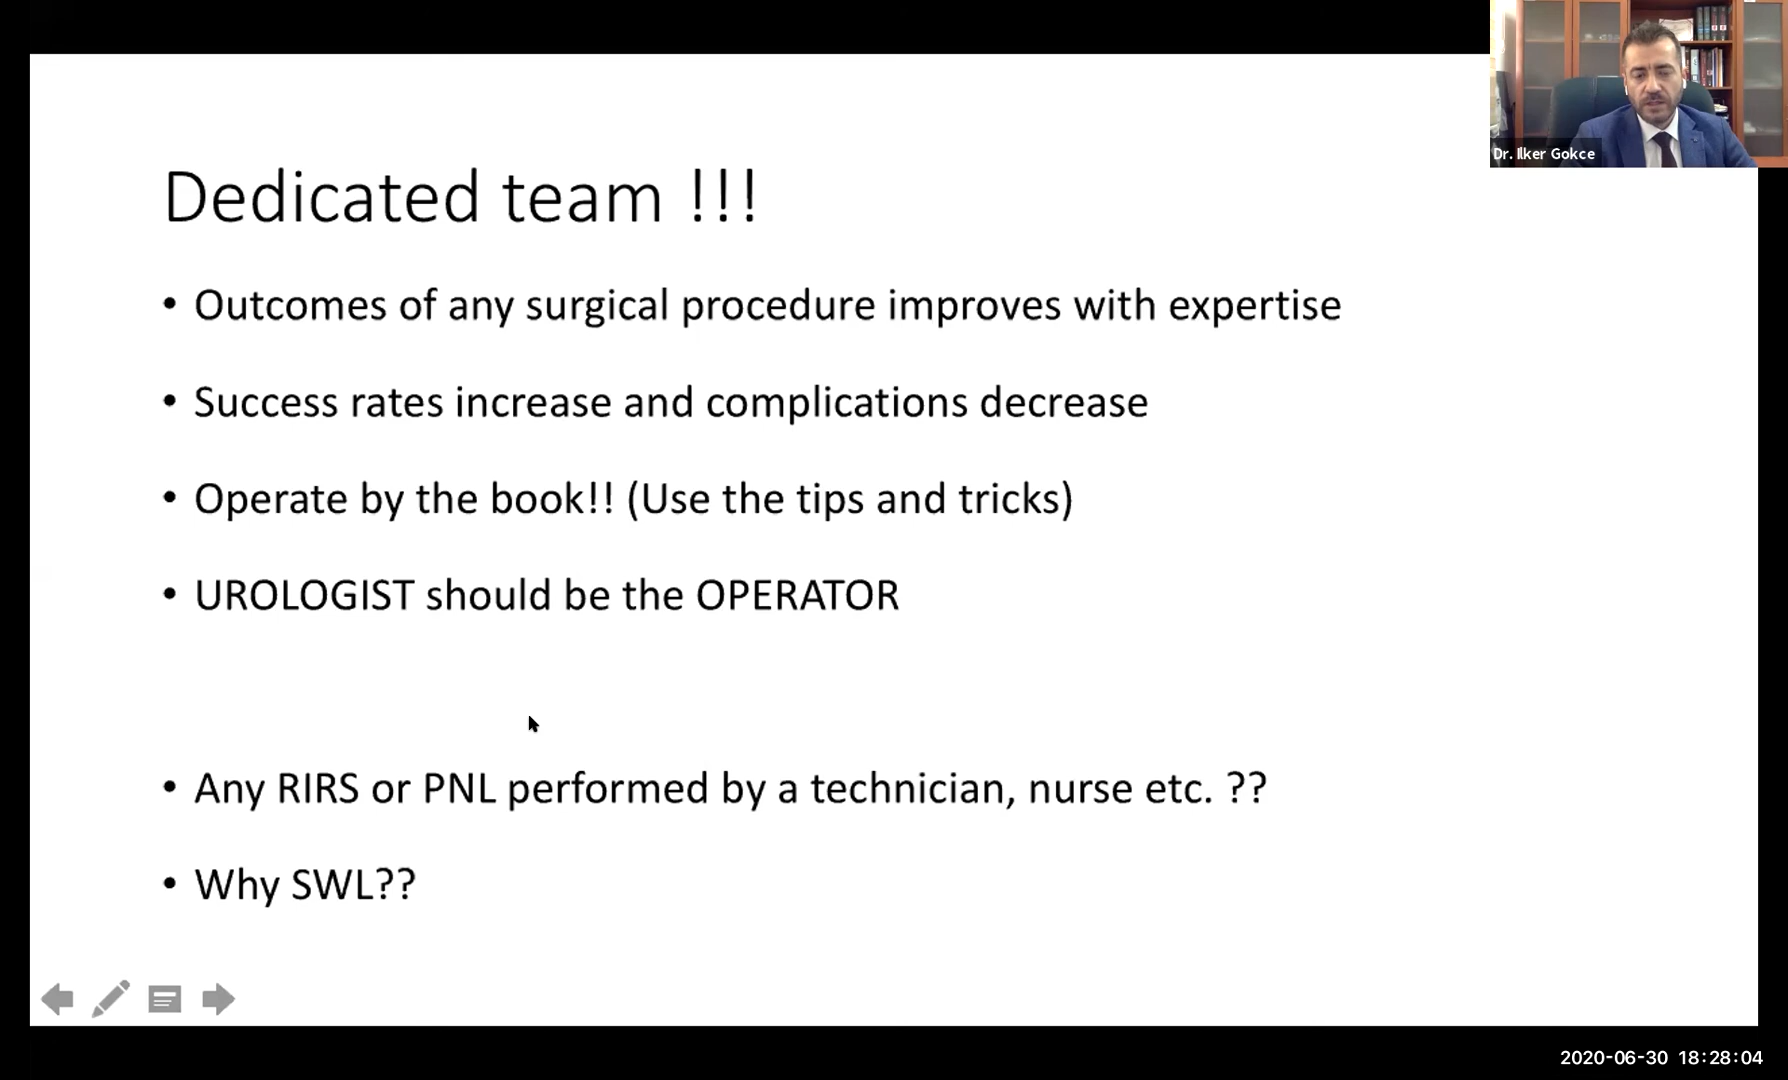 Dr. Ilker Gokce
Dedicated team !!!
• Outcomes of any surgical procedure improves with expertise
• Success rates increase and complications decrease
• Operate by the book!! (Use the tips and tricks)
• UROLOGIST should be the OPERATOR
• Any RIRS or PNL performed by a technician, nurse etc. ??
• Why SWL??
2020-06-30 18:28:04